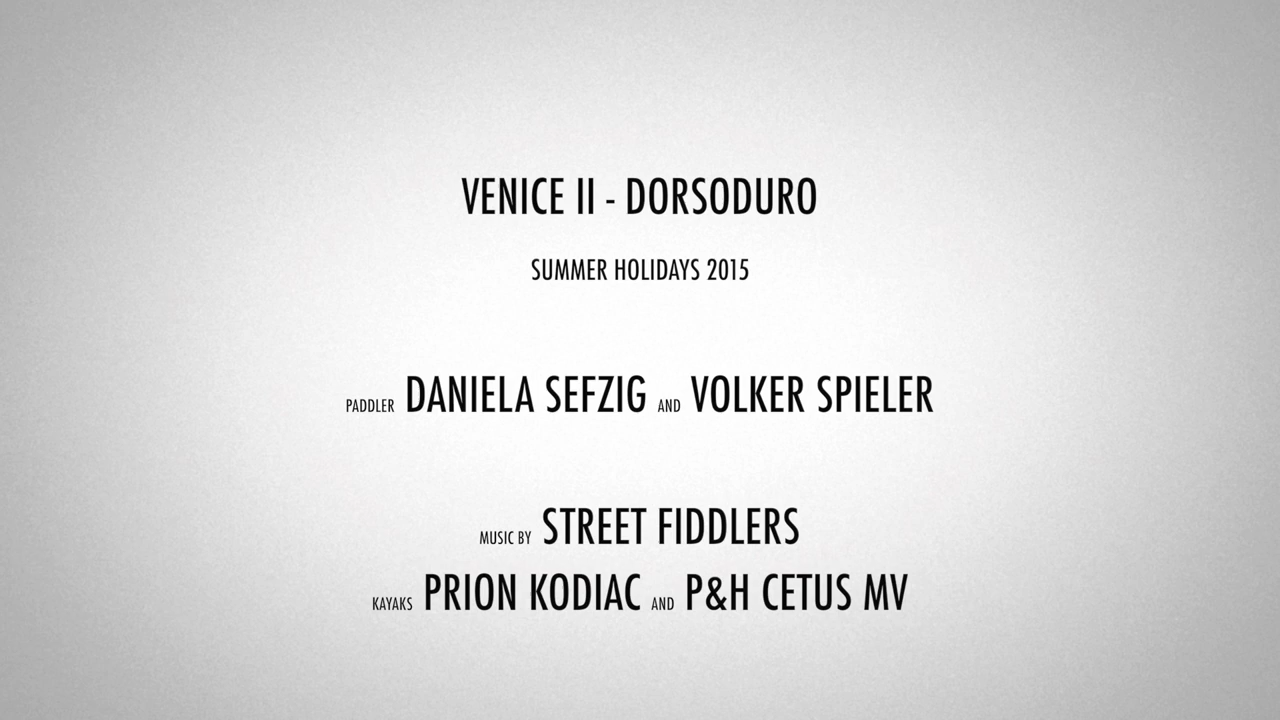 VENICE II - DORSODURO
SUMMER HOLIDAYS 2015
PADDLER DANIELA SEFZIG AND VOLKER SPIELER
MUSIC BY STREET FIDDLERS
KAYAKS PRION KODIAC AND P&H CETUS MV